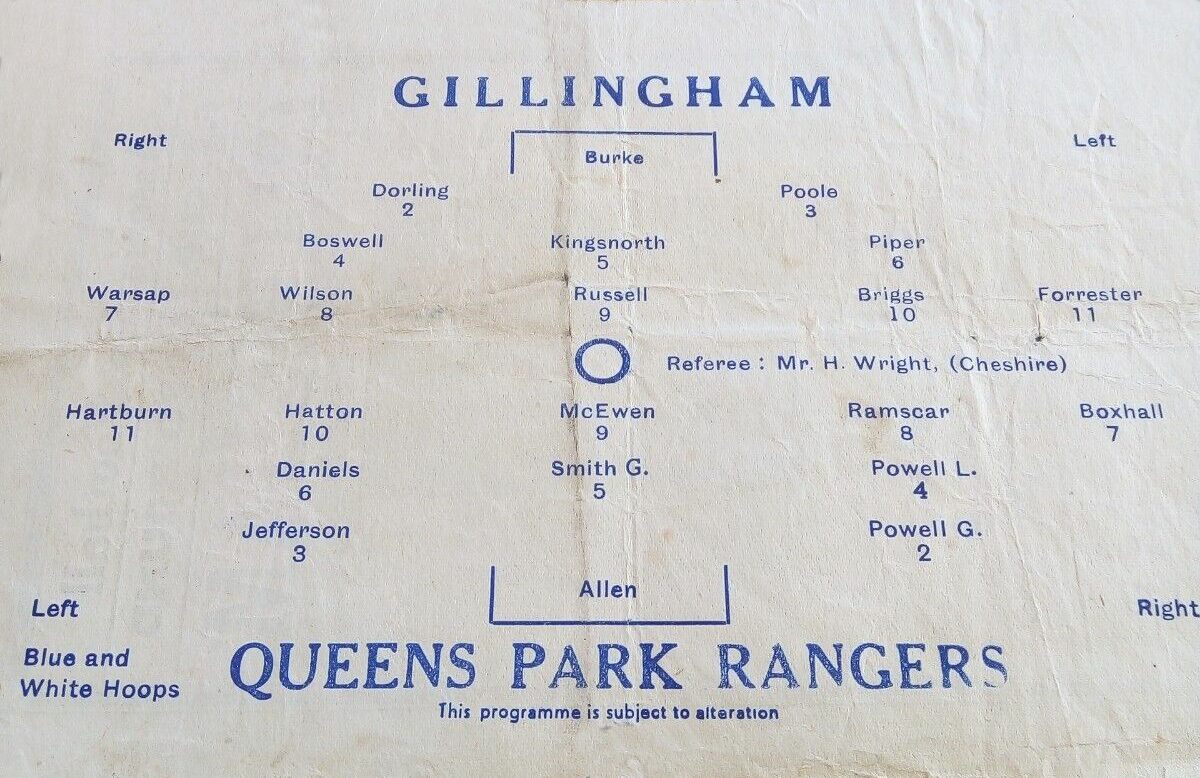 GILLINGHAM
Right Burke Left
Dorling Poole
2 3
Boswell Kingsnorth Piper
4 5 6
Warsap Wilson Russell Briggs Forrester
7 8 9 10 11
Referee : Mr. H. Wright, (Cheshire)
Hartburn Hatton McEwen Ramscar Boxhall
11 10 9 8 7
Daniels Smith G. Powell L.
6 5 4
Jefferson Powell G.
3 2
Allen
Left Right
Blue and
White Hoops
QUEENS PARK RANGERS
This programme is subject to alteration